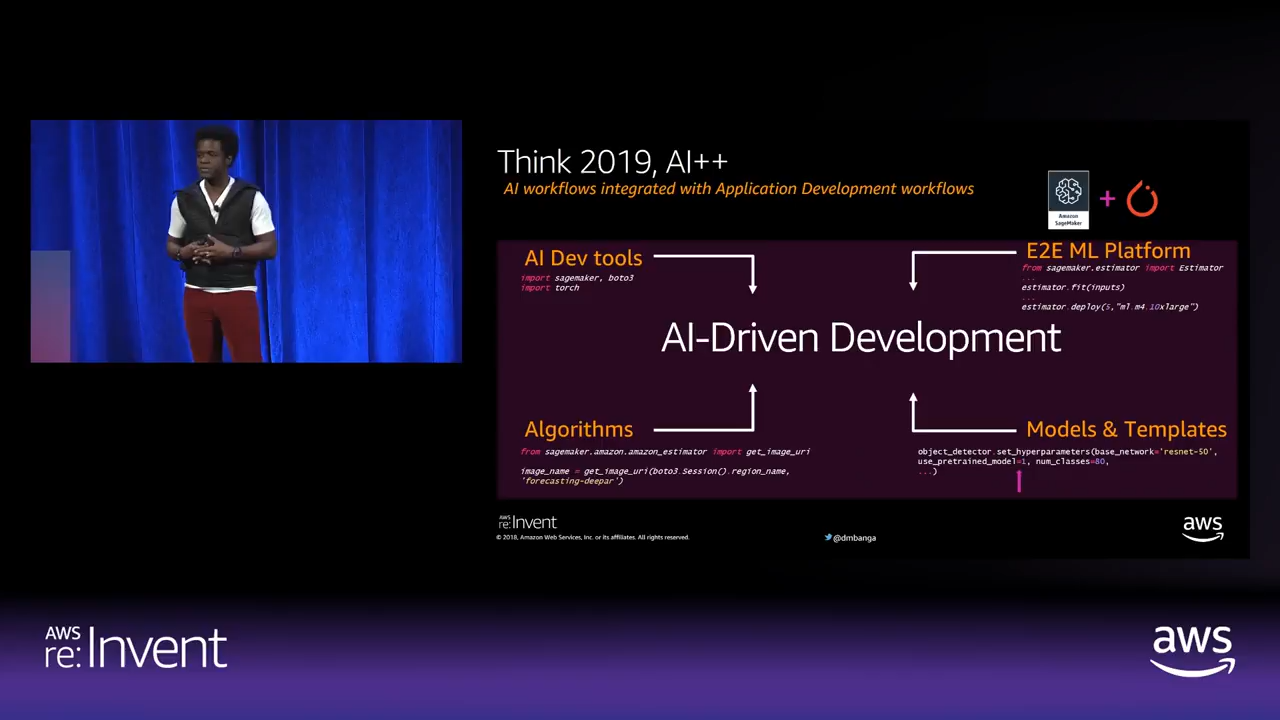 Think 2019, AI++
AI workflows integrated with Application Development workflows
Amazon
SageMaker
+
AI Dev tools
import sagemaker, boto3
import torch
E2E ML Platform
from sagemaker.estimator import Estimator
...
estimator.fit(inputs)
...
estimator.deploy(5,"ml.m4.10xlarge")
AI-Driven Development
Algorithms
from sagemaker.amazon.amazon_estimator import get_image_uri
image_name = get_image_uri(boto3.Session().region_name,
'forecasting-deepar')
Models & Templates
object_detector.set_hyperparameters(base_network='resnet-50',
use_pretrained_model=1, num_classes=80,
...)
AWS
re:Invent
© 2018, Amazon Web Services, Inc. or its affiliates. All rights reserved.
@dmbanga
aws
AWS
re:Invent
aws